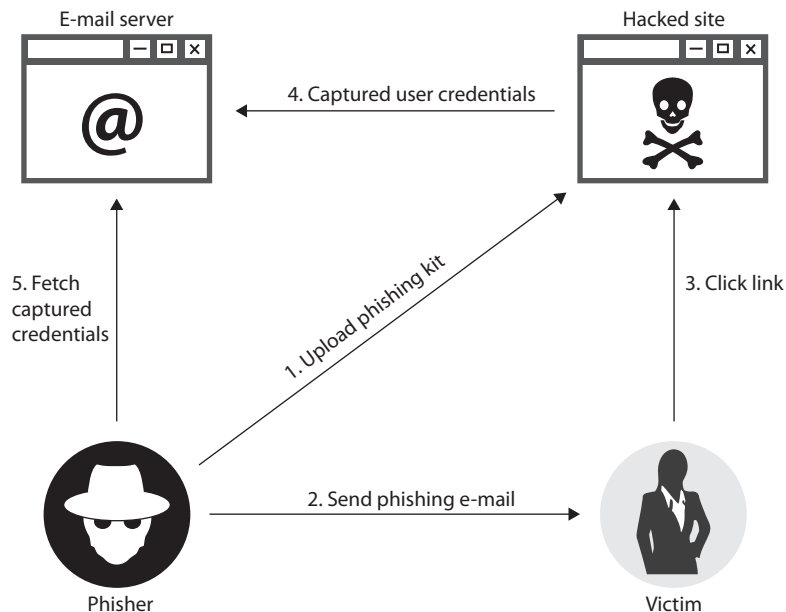 E-mail server
Hacked site
@
4. Captured user credentials
5. Fetch
captured
credentials
1. Upload phishing kit
3. Click link
2. Send phishing e-mail
Phisher
Victim